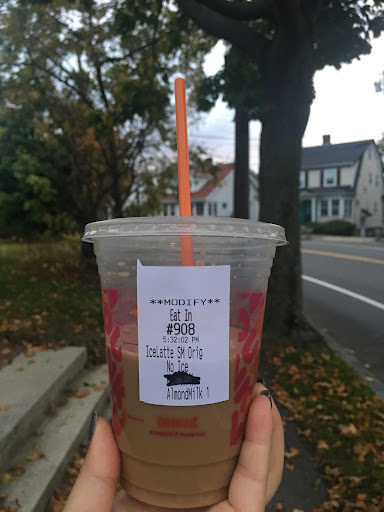 **MODIFY**
Eat In
#908
5:32:02 PM
IceLatte SM Orig
No Ice
AlmondMilk 1